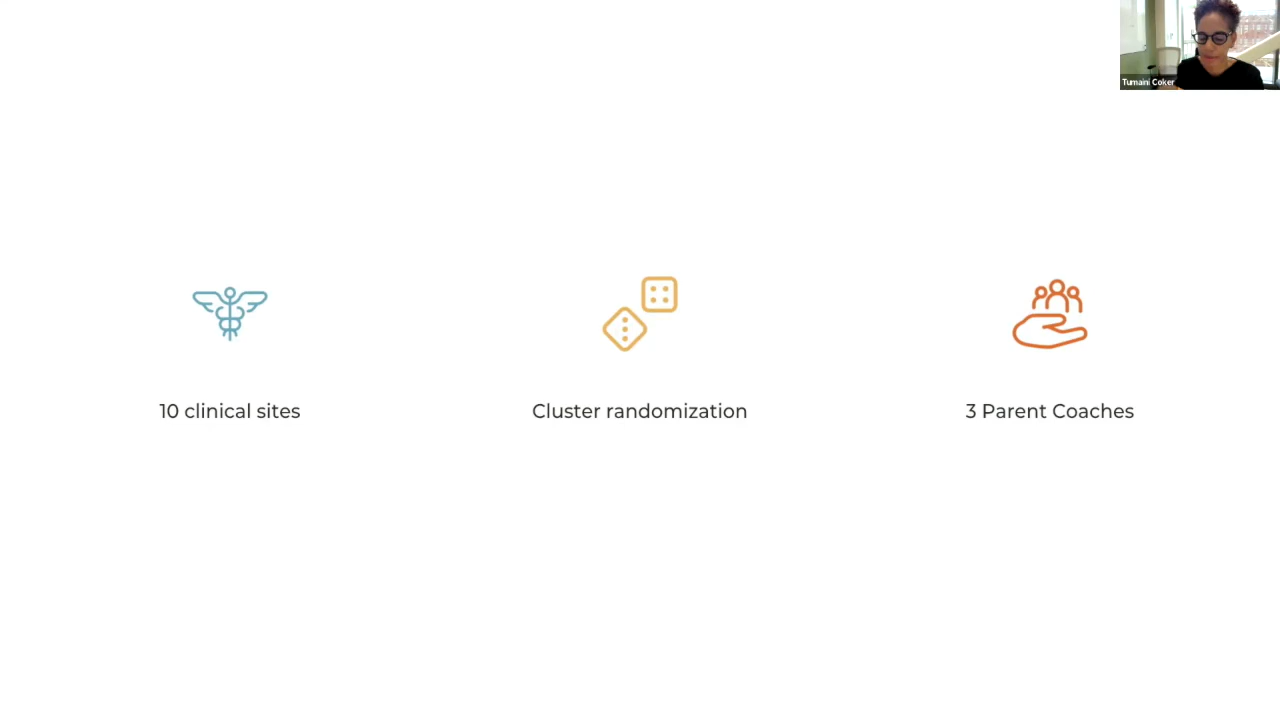 Tumaini Coker
10 clinical sites
Cluster randomization
3 Parent Coaches